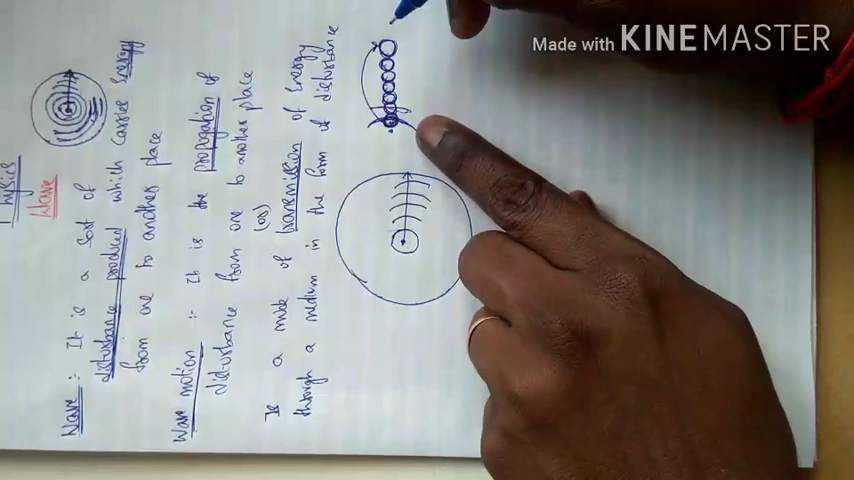 Physics
Wave
Wave :- It is a sort of
disturbance produced which carries Energy
from one to another place
Wave motion :- It is the propagation of
disturbance from one to another place
(or)
Is a mode of transmission of Energy
through a medium in the form of disturbance
Made with KINEMASTER